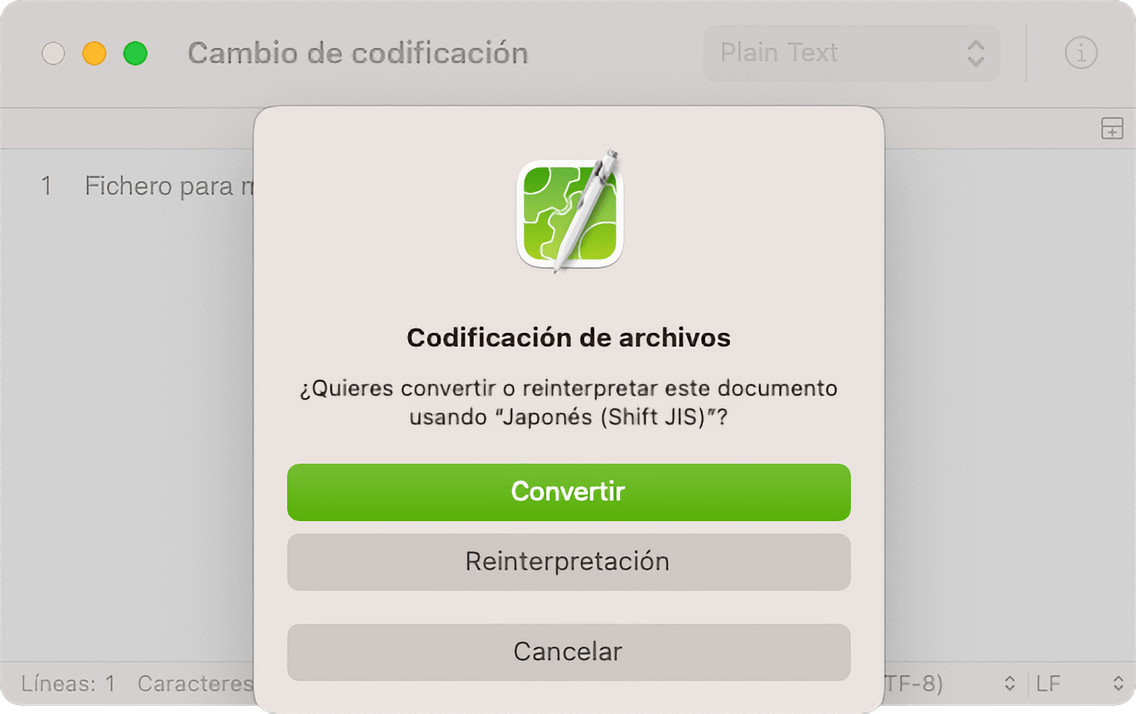 Cambio de codificación
Plain Text
1 Fichero para
Codificación de archivos
¿Quieres convertir o reinterpretar este documento
usando “Japonés (Shift JIS)”?
Convertir
Reinterpretación
Cancelar
Líneas: 1 Caracteres TF-8) LF